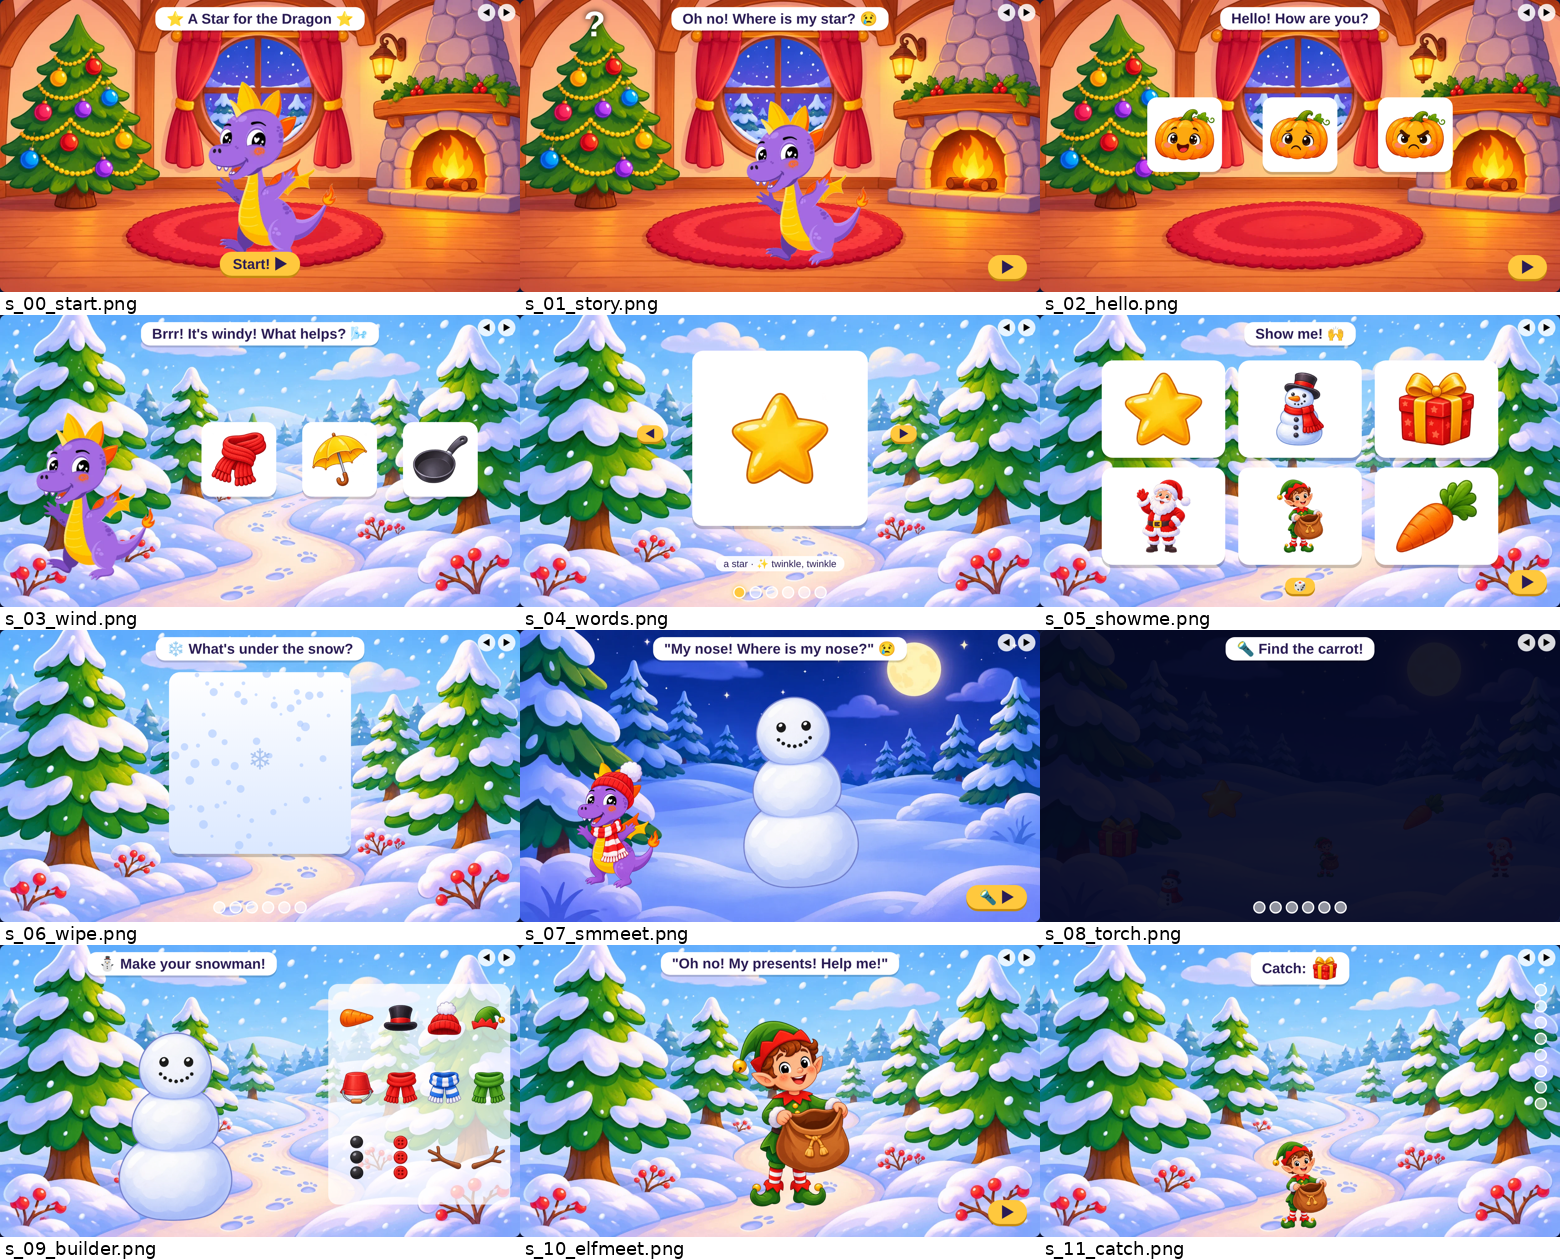 ⭐ A Star for the Dragon ⭐
Start! ▶
s_00_start.png
?
Oh no! Where is my star? 😢
s_01_story.png
Hello! How are you?
s_02_hello.png
Brrr! It's windy! What helps? 🌬️
s_03_wind.png
a star · ✨ twinkle, twinkle
s_04_words.png
Show me! 🙌
s_05_showme.png
❄️ What's under the snow?
s_06_wipe.png
"My nose! Where is my nose?" 😢
s_07_smmeet.png
🔦 Find the carrot!
s_08_torch.png
⛄ Make your snowman!
s_09_builder.png
"Oh no! My presents! Help me!"
s_10_elfmeet.png
Catch: 🎁
s_11_catch.png